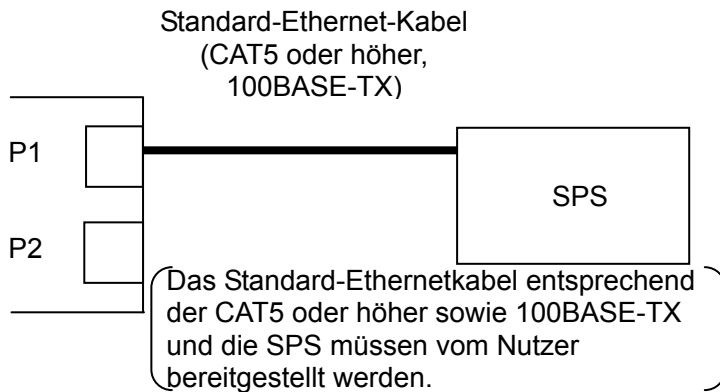 Standard-Ethernet-Kabel
(CAT5 oder höher,
100BASE-TX)
P1
SPS
P2
Das Standard-Ethernetkabel entsprechend
der CAT5 oder höher sowie 100BASE-TX
und die SPS müssen vom Nutzer
bereitgestellt werden.